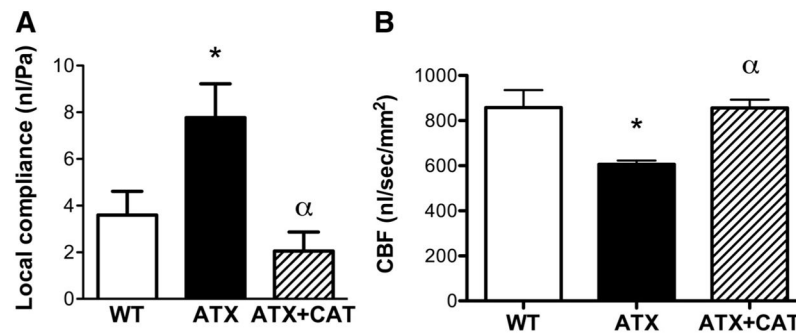 A
Local compliance (nl/Pa)
10
8
6
4
2
0
*
α
WT ATX ATX+CAT
B
CBF (nl/sec/mm²)
1000
800
600
400
200
0
*
α
WT ATX ATX+CAT